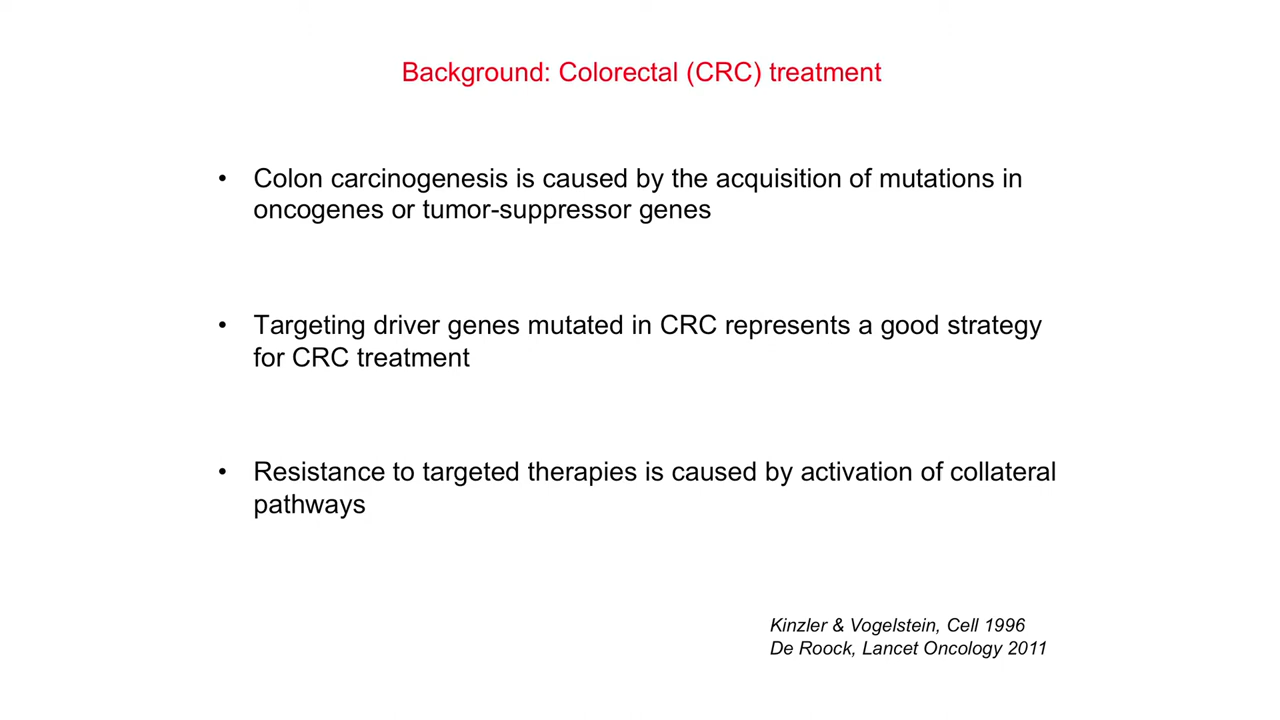 Background: Colorectal (CRC) treatment
• Colon carcinogenesis is caused by the acquisition of mutations in
oncogenes or tumor-suppressor genes
• Targeting driver genes mutated in CRC represents a good strategy
for CRC treatment
• Resistance to targeted therapies is caused by activation of collateral
pathways
Kinzler & Vogelstein, Cell 1996
De Roock, Lancet Oncology 2011